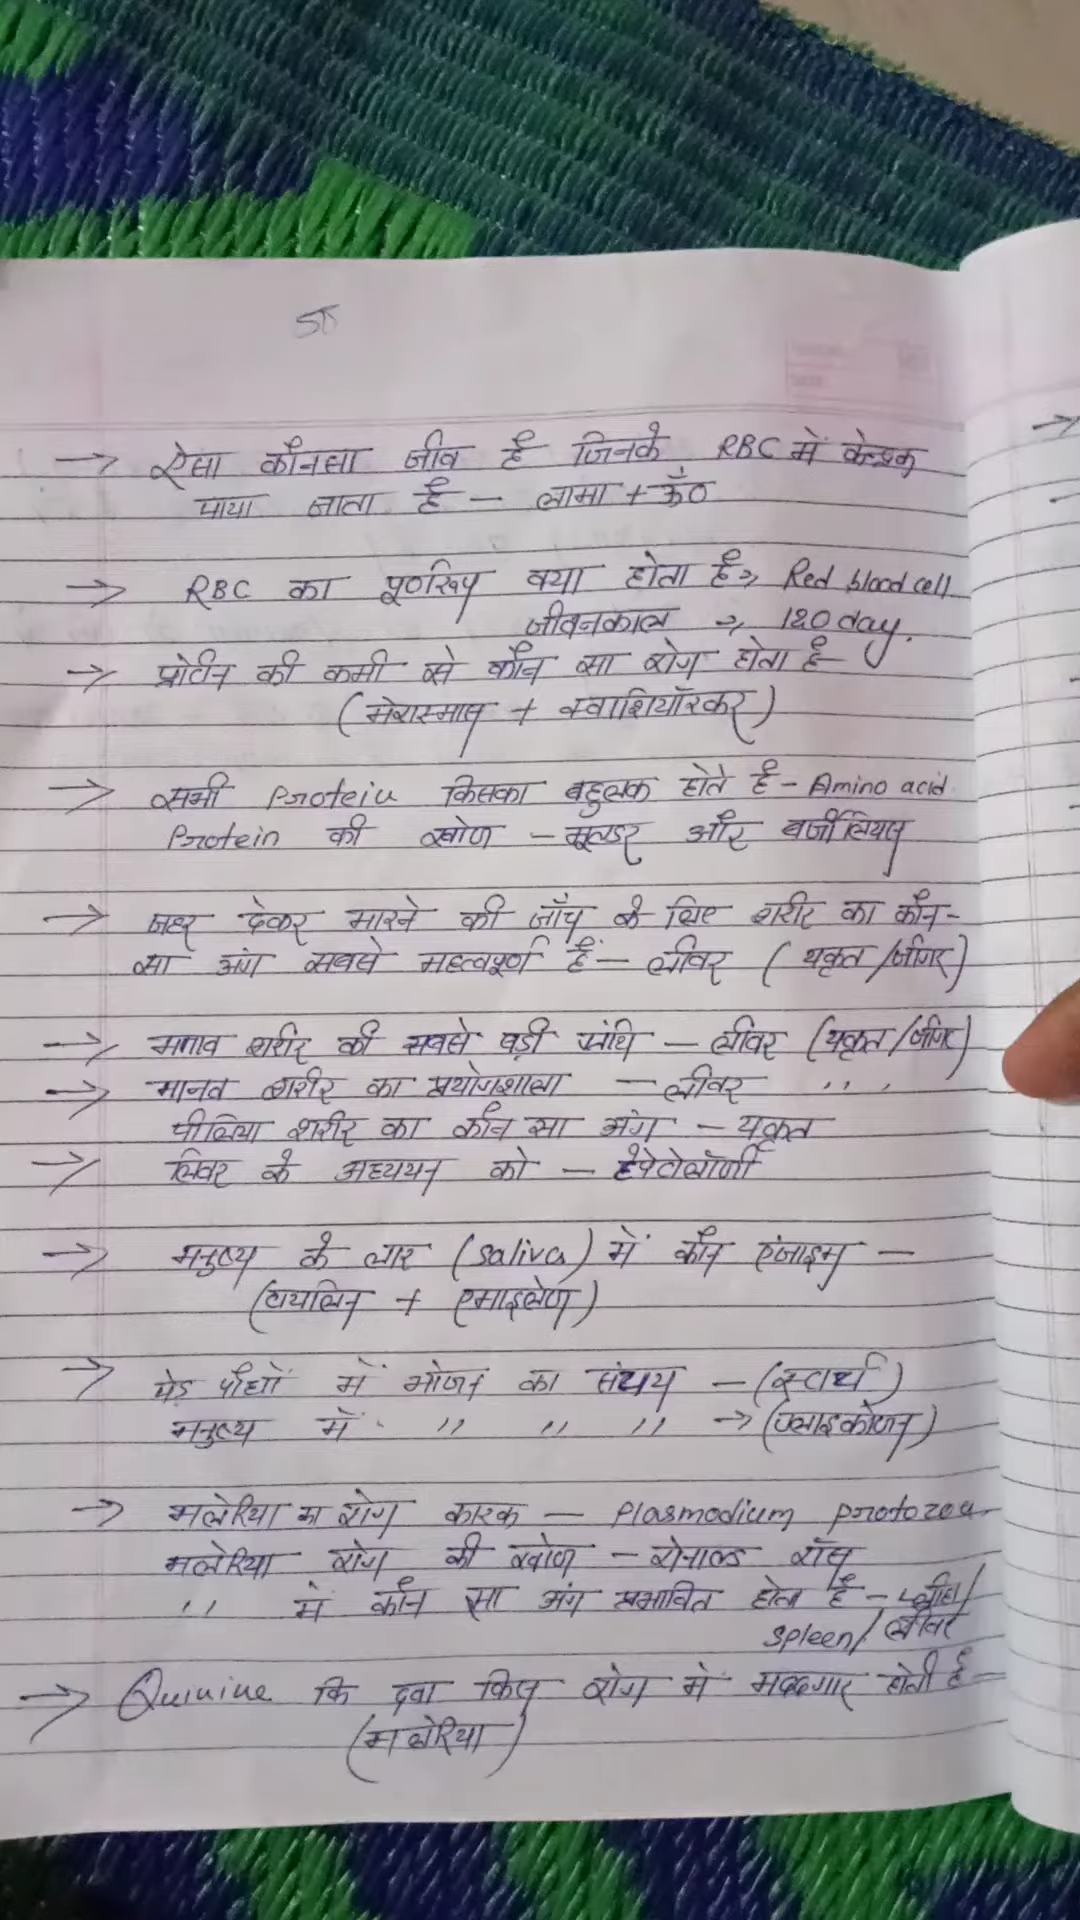 → ऐसा कौनसा जीव है जिनके RBC में केन्द्रक
पाया जाता है – लामा + ऊँठ
→ RBC का पूर्णरूप क्या होता है ⇒ Red blood cell
जीवनकाल ⇒ 120 day.
→ प्रोटीन की कमी से कौन सा रोग होता है
(मेरास्मास + क्वाशियॉरकर)
→ सभी Protein किसका बहुलक होते है – Amino acid
Protein की खोज – मूल्डर और बर्जीलियस
→ जहर देकर मारने की जाँच के लिए शरीर का कौन-
सा अंग सबसे महत्वपूर्ण हैं – लीवर (यकृत/जीगर)
→ मानव शरीर की सबसे बड़ी ग्रंथि – लीवर (यकृत/जीगर)
→ मानव शरीर का प्रयोगशाला – लीवर ,, ,,
पीलिया शरीर का कौन सा अंग – यकृत
→ लिवर के अध्ययन को – हेपेटोलॉजी
→ मनुष्य के लार (saliva) में कौन एंजाइम –
(टायलिन + एमाइलेज)
→ पेड़ पौधों में भोजन का संचय – (स्टार्च)
मनुष्य में ,, ,, ,, → (ग्लाइकोजन)
→ मलेरिया का रोग कारक – Plasmodium protozoa
मलेरिया रोग की खोज – रोनाल्ड रॉस
,, में कौन सा अंग प्रभावित होता है – प्लीहा/
spleen/लीवर
→ Quinine कि दवा किस रोग में मददगार होती है –
(मलेरिया)